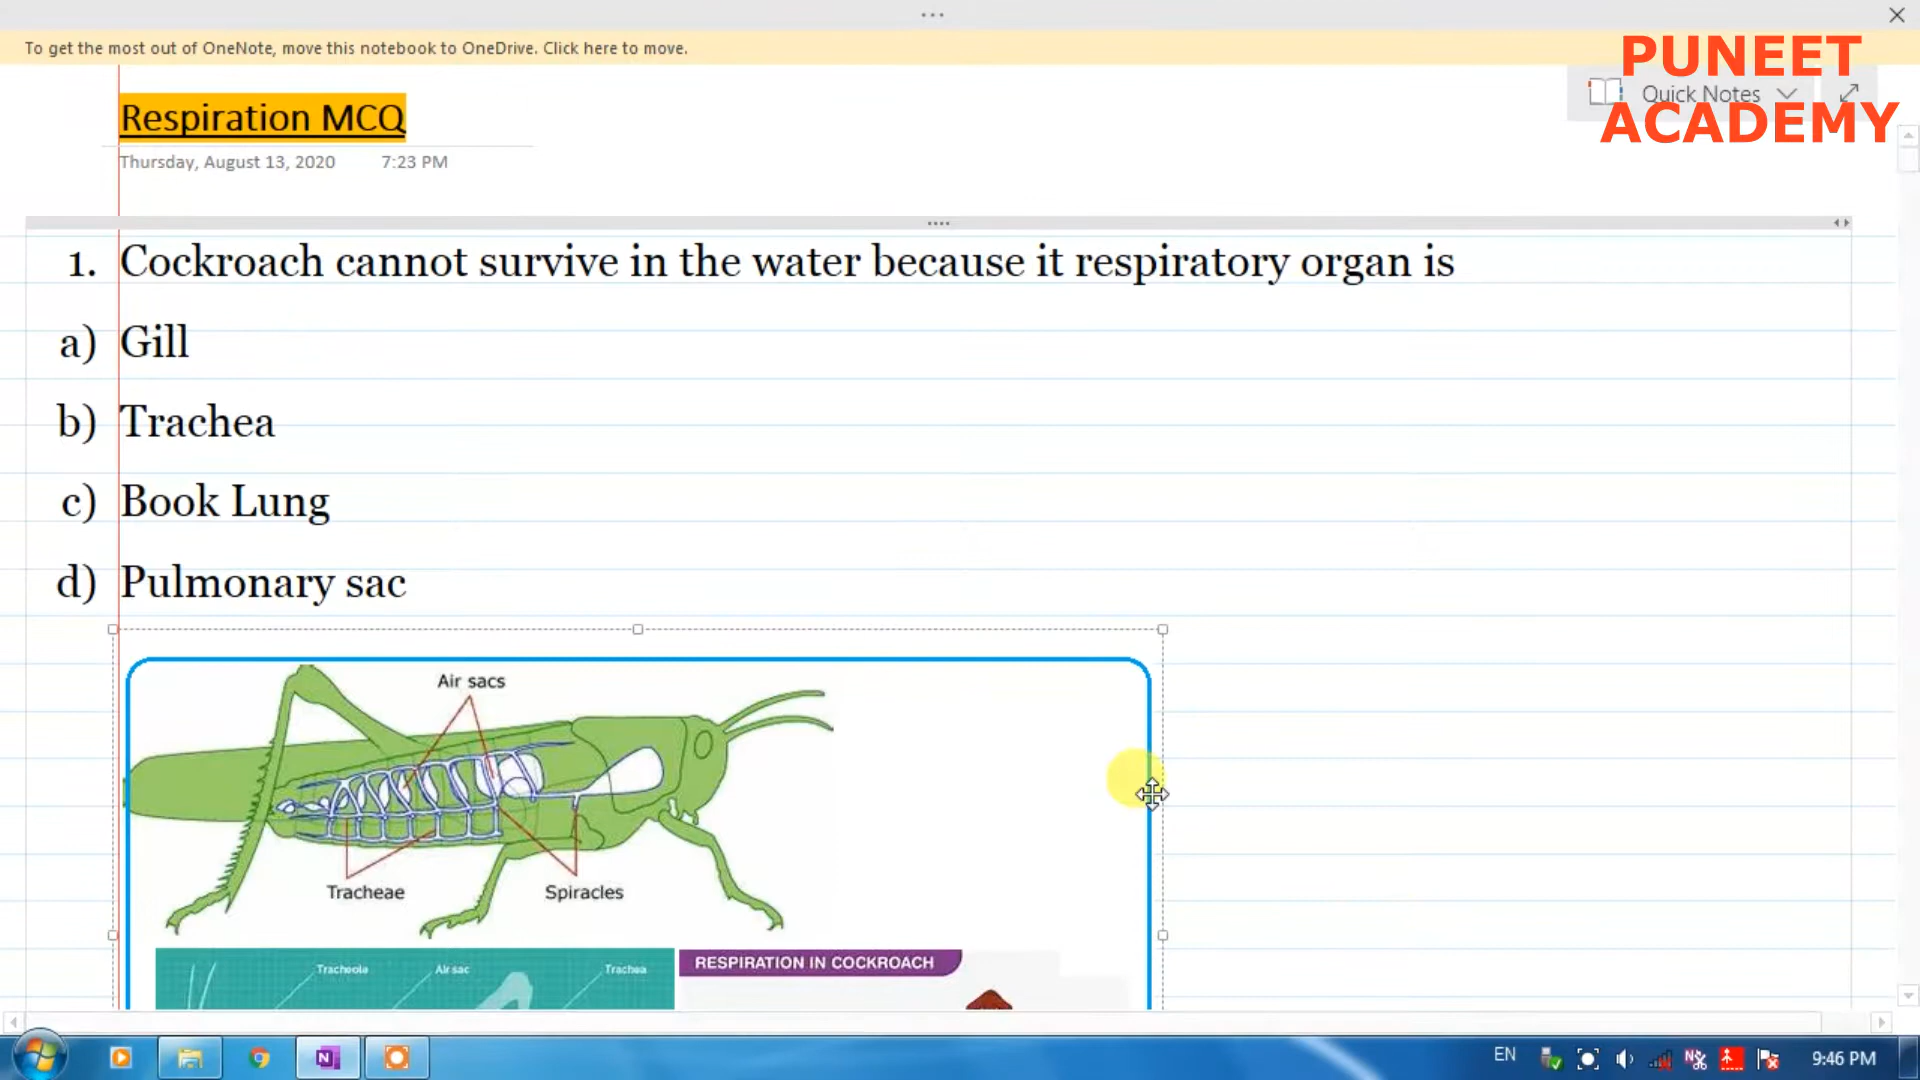 To get the most out of OneNote, move this notebook to OneDrive. Click here to move.
PUNEET
ACADEMY
Quick Notes
Respiration MCQ
Thursday, August 13, 2020 7:23 PM
1. Cockroach cannot survive in the water because it respiratory organ is
a) Gill
b) Trachea
c) Book Lung
d) Pulmonary sac
Air sacs
Tracheae
Spiracles
Tracheola
Air sac
Trachea
RESPIRATION IN COCKROACH
EN
9:46 PM